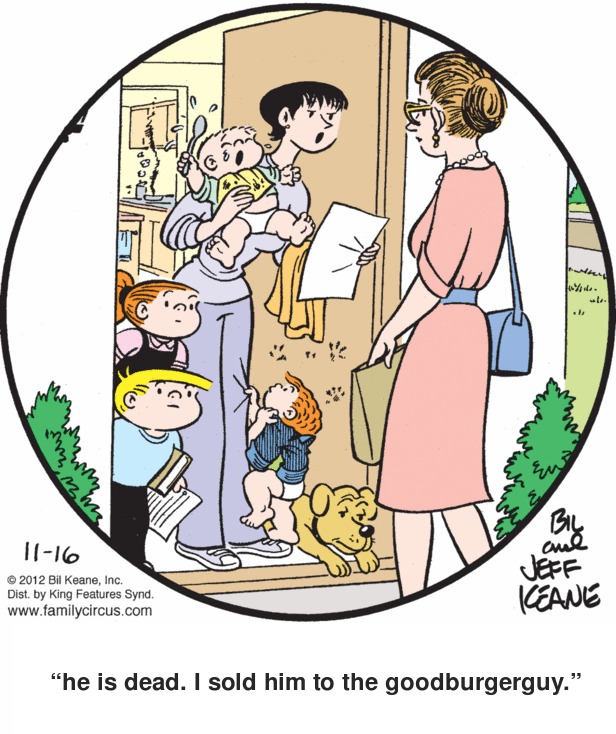 11-16
© 2012 Bil Keane, Inc.
Dist. by King Features Synd.
www.familycircus.com
BIL
and
JEFF
KEANE
“he is dead. I sold him to the goodburgerguy.”